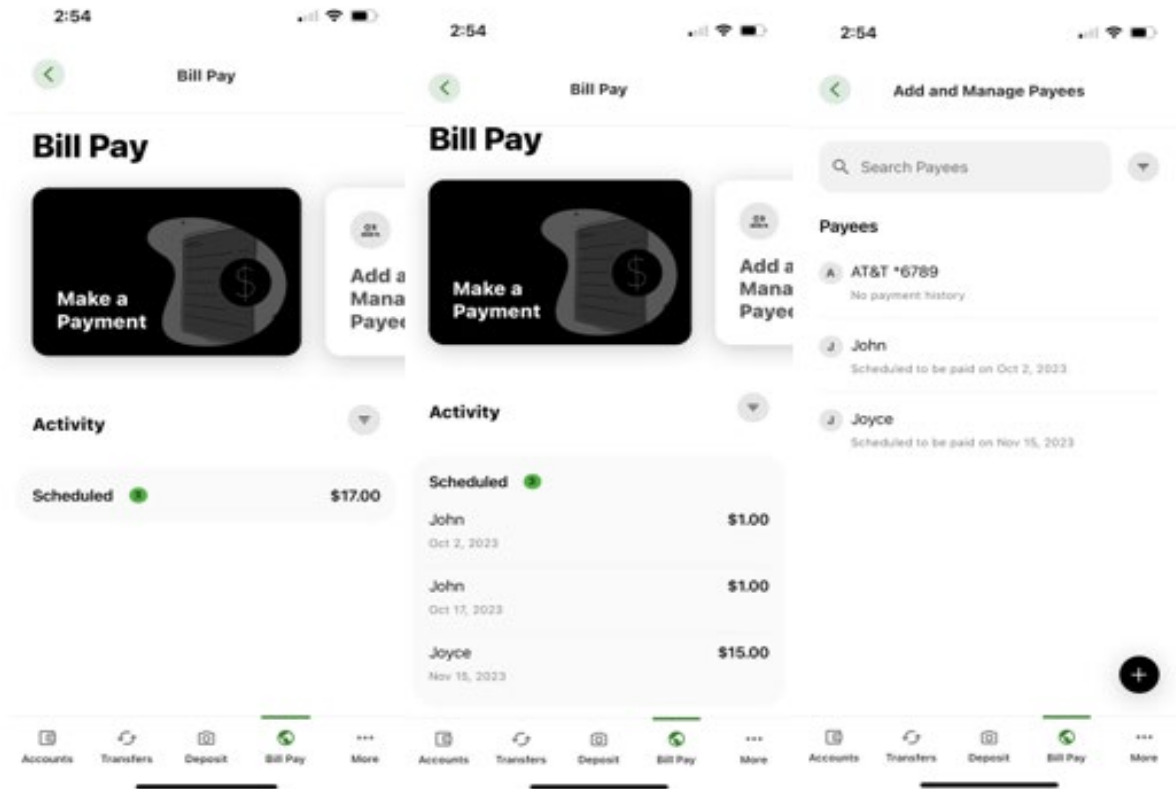 2:54
Bill Pay
Bill Pay
Make a
Payment
Add a
Mana
Payee
Activity
Scheduled
$17.00
Accounts
Transfers
Deposit
Bill Pay
More
2:54
Bill Pay
Bill Pay
Make a
Payment
Add a
Mana
Payee
Activity
Scheduled
John
$1.00
Oct 2, 2023
John
$1.00
Oct 17, 2023
Joyce
$15.00
Nov 15, 2023
Accounts
Transfers
Deposit
Bill Pay
More
2:54
Add and Manage Payees
Search Payees
Payees
A AT&T *6789
No payment history
J John
Scheduled to be paid on Oct 2, 2023
J Joyce
Scheduled to be paid on Nov 15, 2023
Accounts
Transfers
Deposit
Bill Pay
More